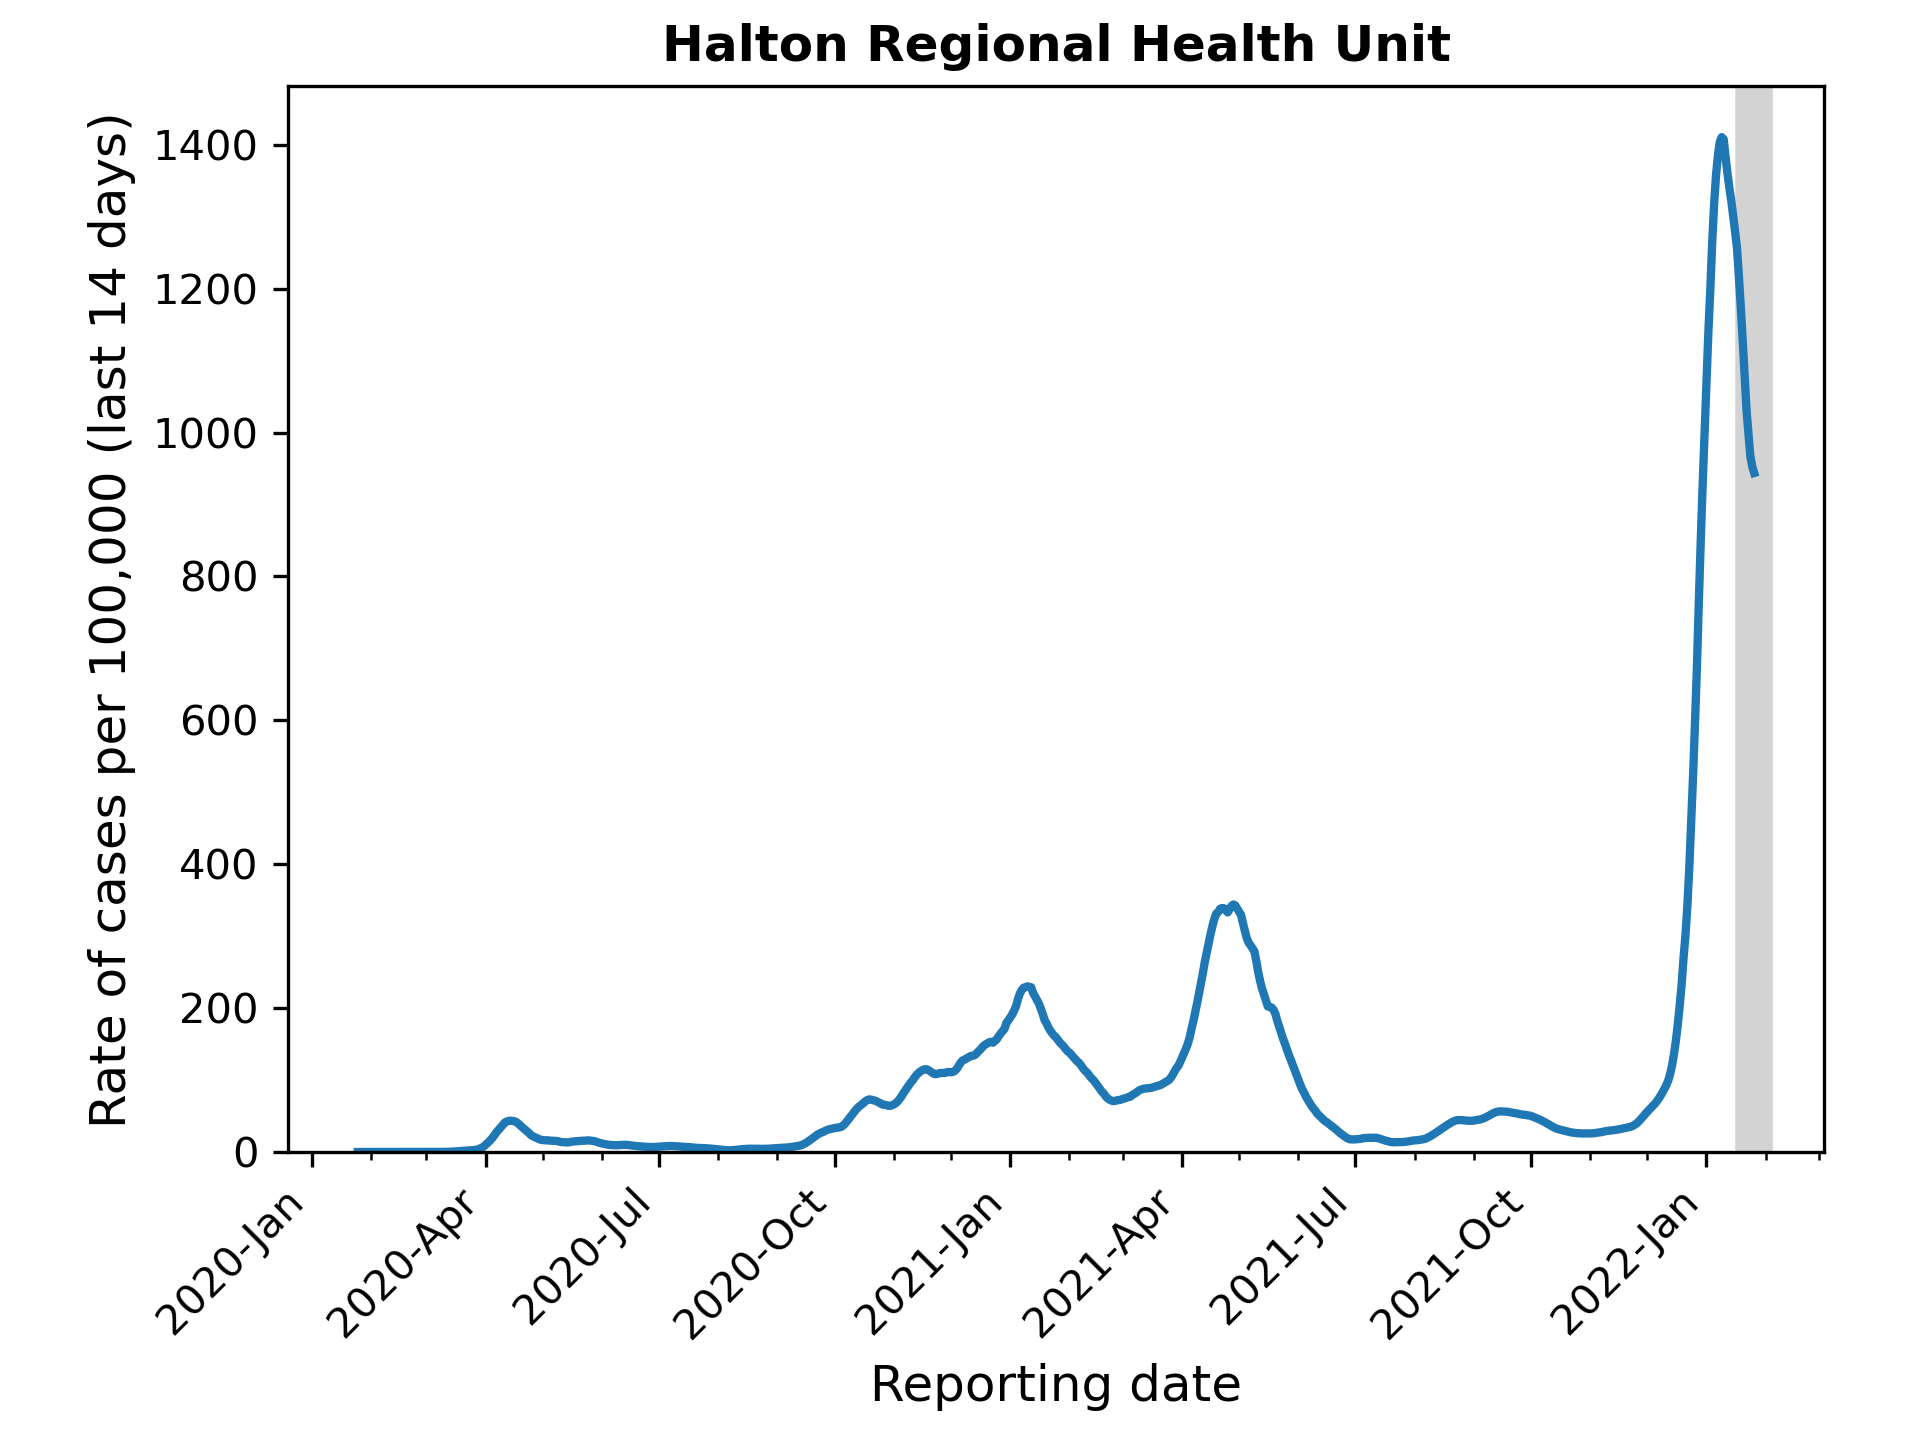 Halton Regional Health Unit
Rate of cases per 100,000 (last 14 days)
1400
1200
1000
800
600
400
200
0
2020-Jan
2020-Apr
2020-Jul
2020-Oct
2021-Jan
2021-Apr
2021-Jul
2021-Oct
2022-Jan
Reporting date